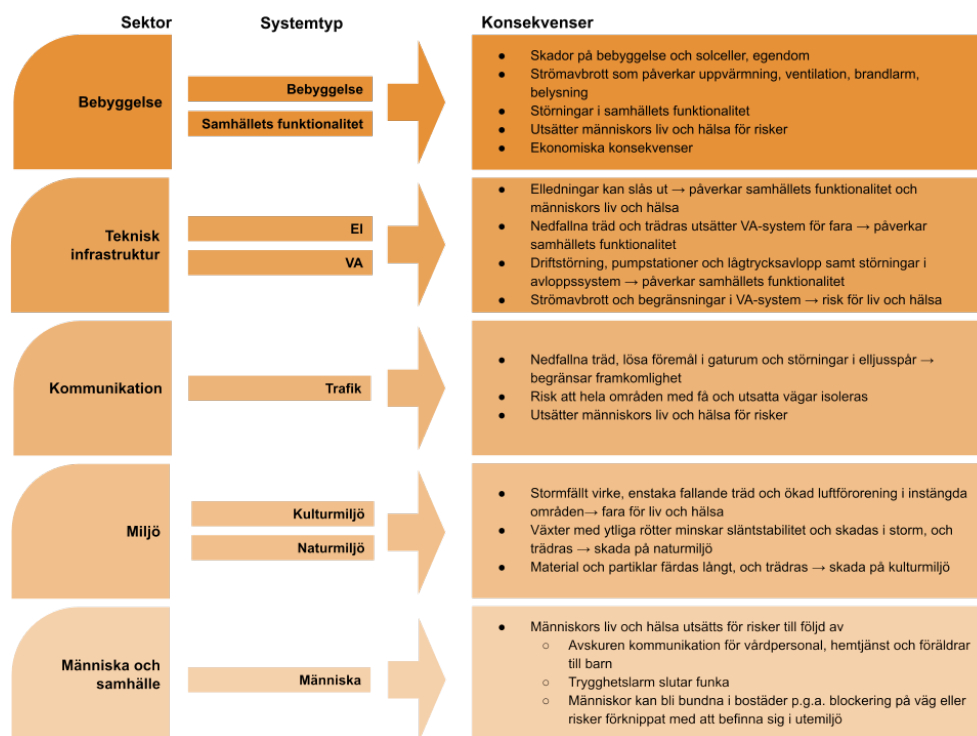 Sektor
Systemtyp
Konsekvenser
Bebyggelse
Bebyggelse
Samhällets funktionalitet
● Skador på bebyggelse och solceller, egendom
● Strömavbrott som påverkar uppvärmning, ventilation, brandlarm,
belysning
● Störningar i samhällets funktionalitet
● Utsätter människors liv och hälsa för risker
● Ekonomiska konsekvenser
Teknisk
infrastruktur
El
VA
● Elledningar kan slås ut → påverkar samhällets funktionalitet och
människors liv och hälsa
● Nedfallna träd och trädras utsätter VA-system för fara → påverkar
samhällets funktionalitet
● Driftstörning, pumpstationer och lågtrycksavlopp samt störningar i
avloppssystem → påverkar samhällets funktionalitet
● Strömavbrott och begränsningar i VA-system → risk för liv och hälsa
Kommunikation
Trafik
● Nedfallna träd, lösa föremål i gaturum och störningar i elljusspår →
begränsar framkomlighet
● Risk att hela områden med få och utsatta vägar isoleras
● Utsätter människors liv och hälsa för risker
Miljö
Kulturmiljö
Naturmiljö
● Stormfällt virke, enstaka fallande träd och ökad luftförorening i instängda
områden→ fara för liv och hälsa
● Växter med ytliga rötter minskar släntstabilitet och skadas i storm, och
trädras → skada på naturmiljö
● Material och partiklar färdas långt, och trädras → skada på kulturmiljö
Människa och
samhälle
Människa
● Människors liv och hälsa utsätts för risker till följd av
○ Avskuren kommunikation för vårdpersonal, hemtjänst och föräldrar
till barn
○ Trygghetslarm slutar funka
○ Människor kan bli bundna i bostäder p.g.a. blockering på väg eller
risker förknippat med att befinna sig i utemiljö